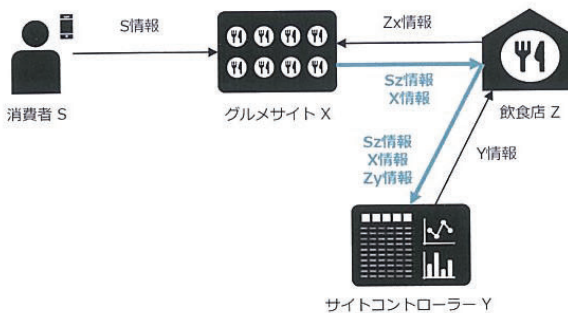 S情報
Zx情報
Sz情報
X情報
消費者 S
グルメサイト X
飲食店 Z
Sz情報
X情報
Zy情報
Y情報
サイトコントローラー Y